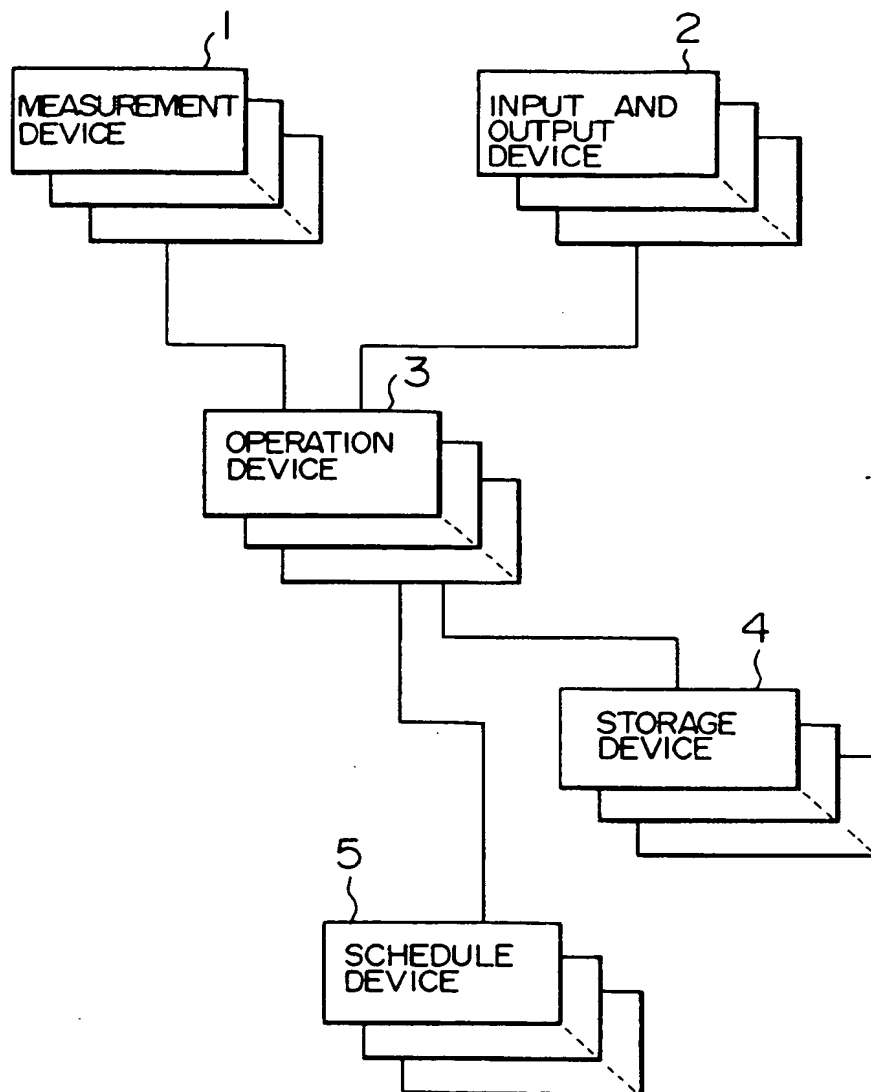 1
MEASUREMENT
DEVICE
2
INPUT AND
OUTPUT
DEVICE
3
OPERATION
DEVICE
4
STORAGE
DEVICE
5
SCHEDULE
DEVICE